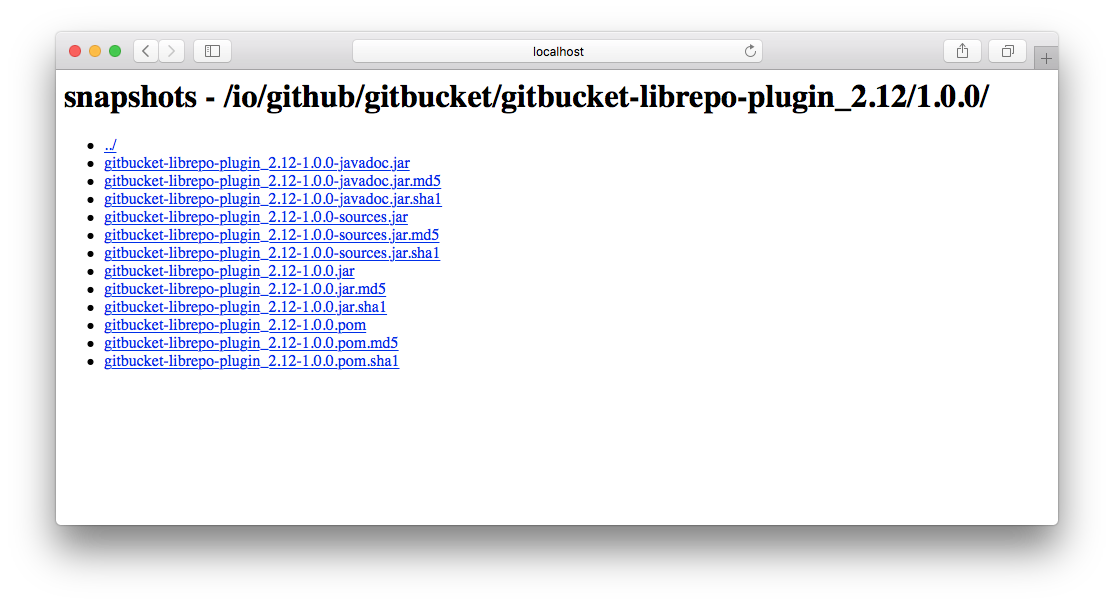 localhost
snapshots - /io/github/gitbucket/gitbucket-librepo-plugin_2.12/1.0.0/
../
gitbucket-librepo-plugin_2.12-1.0.0-javadoc.jar
gitbucket-librepo-plugin_2.12-1.0.0-javadoc.jar.md5
gitbucket-librepo-plugin_2.12-1.0.0-javadoc.jar.sha1
gitbucket-librepo-plugin_2.12-1.0.0-sources.jar
gitbucket-librepo-plugin_2.12-1.0.0-sources.jar.md5
gitbucket-librepo-plugin_2.12-1.0.0-sources.jar.sha1
gitbucket-librepo-plugin_2.12-1.0.0.jar
gitbucket-librepo-plugin_2.12-1.0.0.jar.md5
gitbucket-librepo-plugin_2.12-1.0.0.jar.sha1
gitbucket-librepo-plugin_2.12-1.0.0.pom
gitbucket-librepo-plugin_2.12-1.0.0.pom.md5
gitbucket-librepo-plugin_2.12-1.0.0.pom.sha1